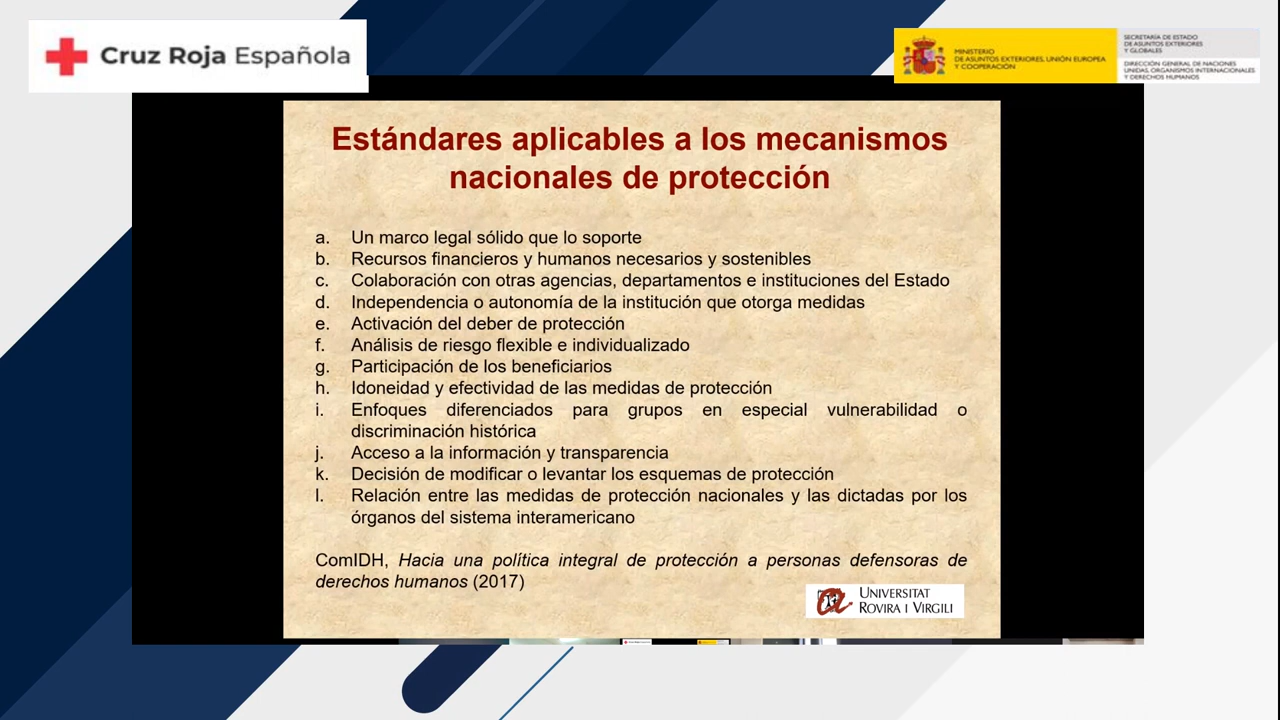 Cruz Roja Española
MINISTERIO
DE ASUNTOS EXTERIORES, UNIÓN EUROPEA
Y COOPERACIÓN
SECRETARÍA DE ESTADO
DE ASUNTOS EXTERIORES
Y GLOBALES
DIRECCIÓN GENERAL DE NACIONES
UNIDAS, ORGANISMOS INTERNACIONALES
Y DERECHOS HUMANOS
Estándares aplicables a los mecanismos
nacionales de protección
a. Un marco legal sólido que lo soporte
b. Recursos financieros y humanos necesarios y sostenibles
c. Colaboración con otras agencias, departamentos e instituciones del Estado
d. Independencia o autonomía de la institución que otorga medidas
e. Activación del deber de protección
f. Análisis de riesgo flexible e individualizado
g. Participación de los beneficiarios
h. Idoneidad y efectividad de las medidas de protección
i. Enfoques diferenciados para grupos en especial vulnerabilidad o
discriminación histórica
j. Acceso a la información y transparencia
k. Decisión de modificar o levantar los esquemas de protección
l. Relación entre las medidas de protección nacionales y las dictadas por los
órganos del sistema interamericano
ComIDH, Hacia una política integral de protección a personas defensoras de
derechos humanos (2017)
UNIVERSITAT
ROVIRA I VIRGILI